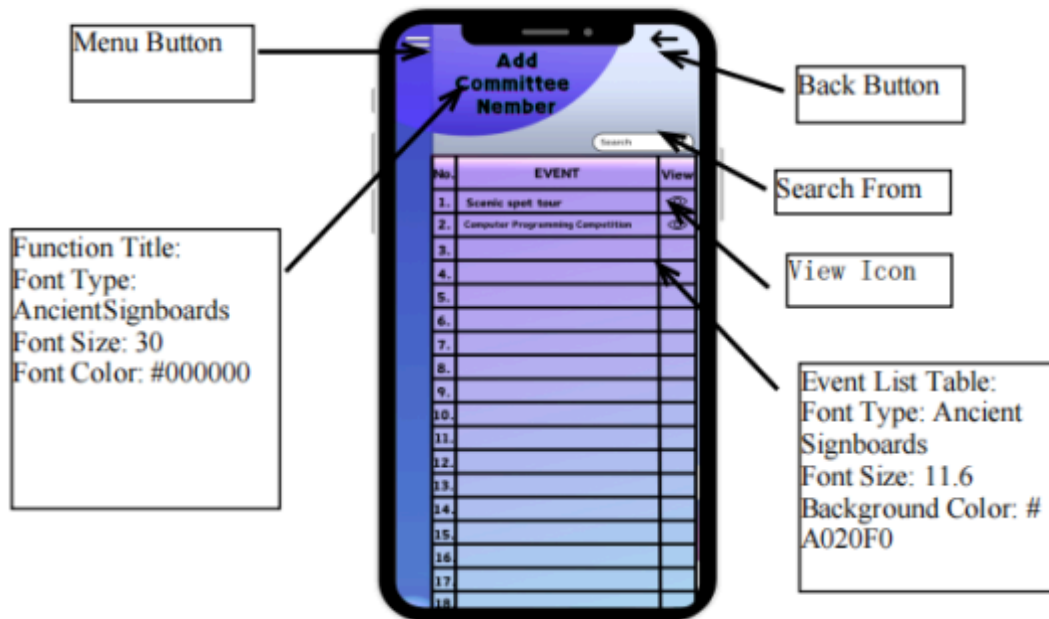 Menu Button
Add
Committee
Nember
Back Button
Search
Search From
No. EVENT View
1. Scenic spot tour
2. Computer Programming Competition
3.
4.
5.
6.
7.
8.
9.
10.
11.
12.
13.
14.
15.
16.
17.
18.
View Icon
Function Title:
Font Type:
AncientSignboards
Font Size: 30
Font Color: #000000
Event List Table:
Font Type: Ancient
Signboards
Font Size: 11.6
Background Color: #
A020F0